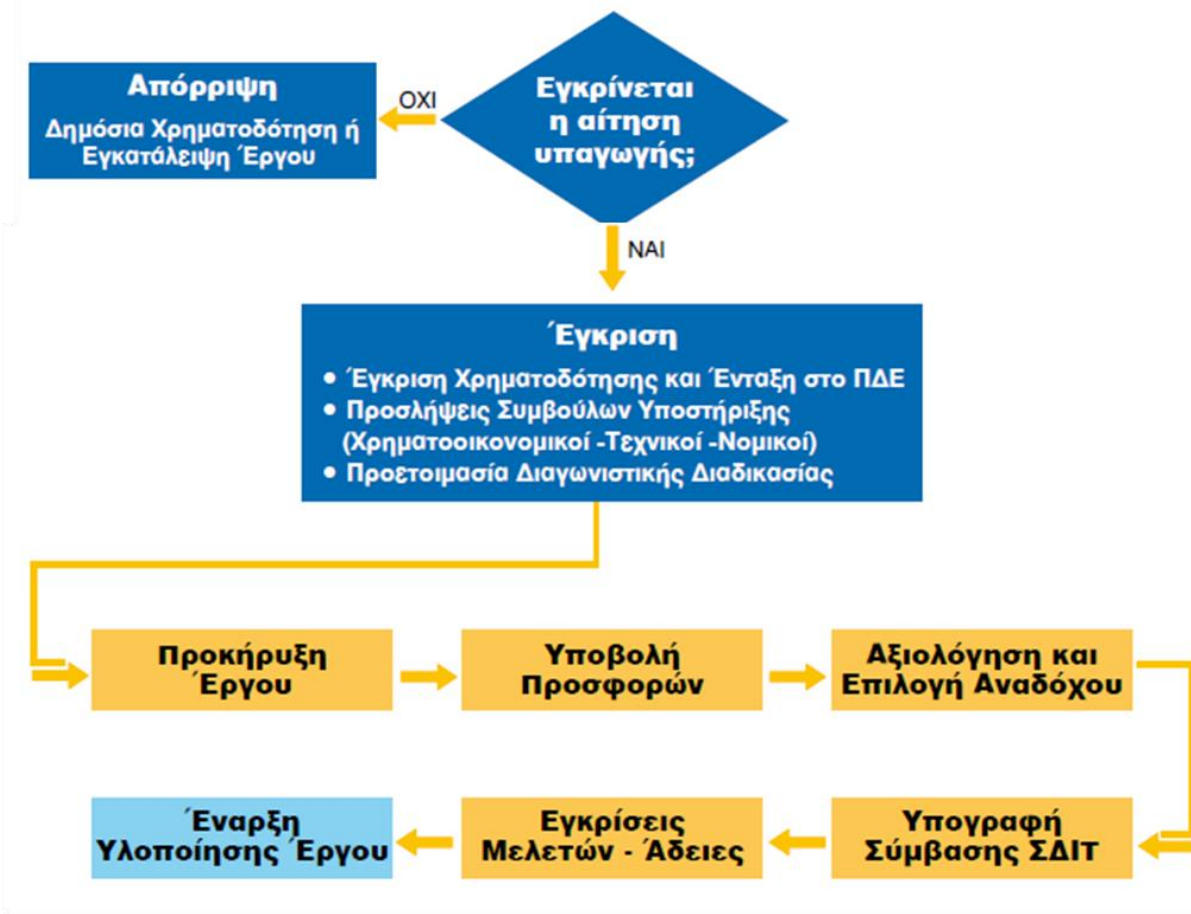 Εγκρίνεται
η αίτηση
υπαγωγής;
ΟΧΙ
Απόρριψη
Δημόσια Χρηματοδότηση ή
Εγκατάλειψη Έργου
ΝΑΙ
Έγκριση
• Έγκριση Χρηματοδότησης και Ένταξη στο ΠΔΕ
• Προσλήψεις Συμβούλων Υποστήριξης
(Χρηματοοικονομικοί -Τεχνικοί -Νομικοί)
• Προετοιμασία Διαγωνιστικής Διαδικασίας
Προκήρυξη
Έργου
Υποβολή
Προσφορών
Αξιολόγηση και
Επιλογή Αναδόχου
Υπογραφή
Σύμβασης ΣΔΙτ
Εγκρίσεις
Μελετών - Άδειες
Έναρξη
Υλοποίησης Έργου